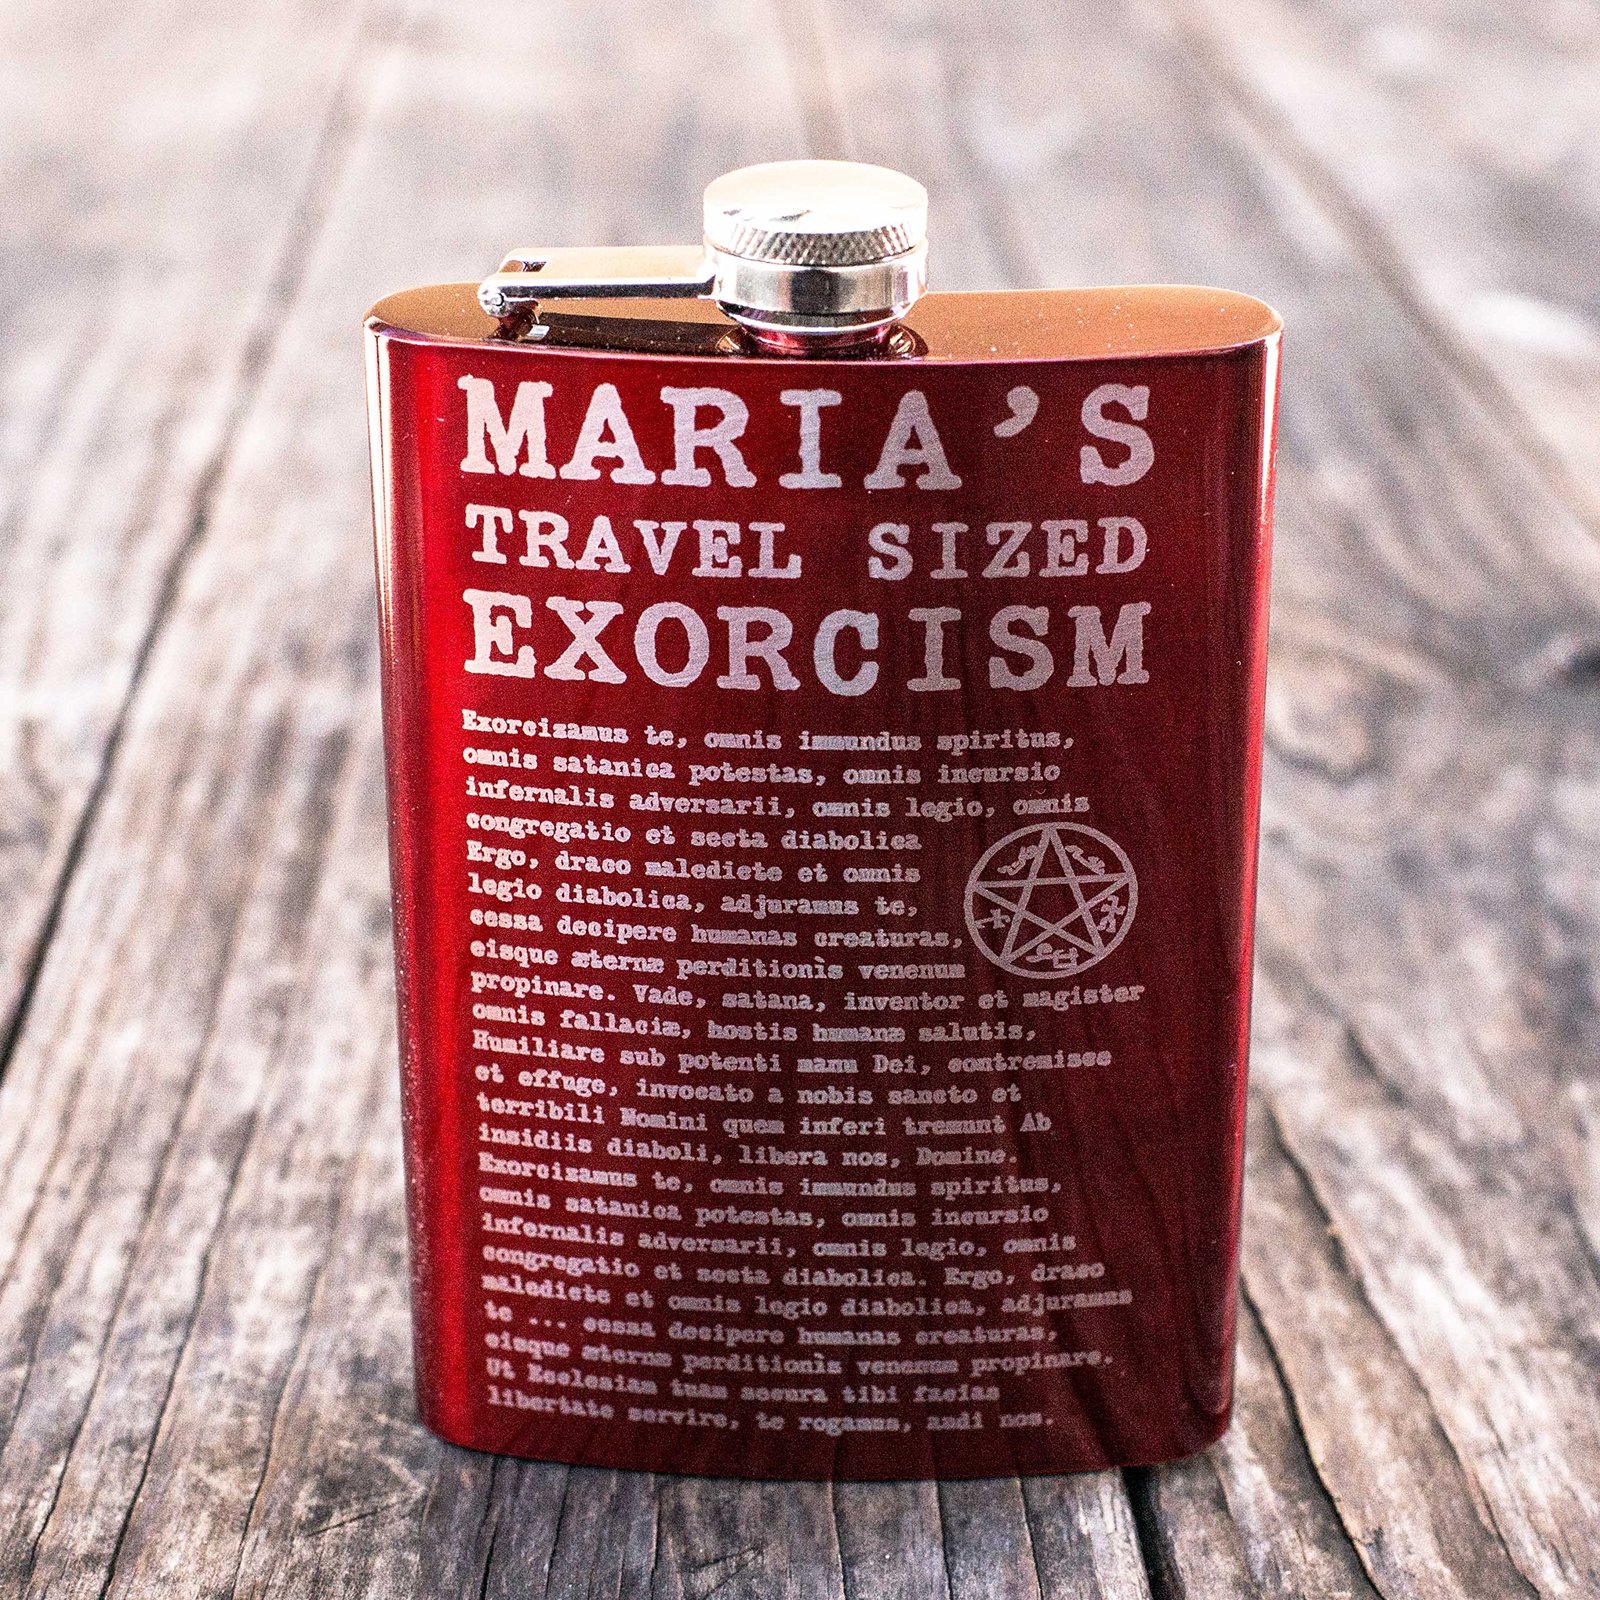 MARIA'S
TRAVEL SIZED
EXORCISM
Exorcizamus te, omnis immundus spiritus,
omnis satanica potestas, omnis incursio
infernalis adversarii, omnis legio, omnis
congregatio et secta diabolica
Ergo, draco maledicte et omnis
legio diabolica, adjuramus te,
cessa decipere humanas creaturas,
eisque æternæ perditionìs venenum
propinare. Vade, satana, inventor et magister
omnis fallaciæ, hostis humanæ salutis,
Humiliare sub potenti manu Dei, contremisce
et effuge, invocato a nobis sancto et
terribili Nomini quem inferi tremunt Ab
insidiis diaboli, libera nos, Domine.
Exorcizamus te, omnis immundus spiritus,
omnis satanica potestas, omnis incursio
infernalis adversarii, omnis legio, omnis
congregatio et secta diabolica. Ergo, draco
maledicte et omnis legio diabolica, adjuramus
te ... cessa decipere humanas creaturas,
eisque æternæ perditionìs venenum propinare.
Ut Ecclesiam tuam secura tibi facias
libertate servire, te rogamus, audi nos.